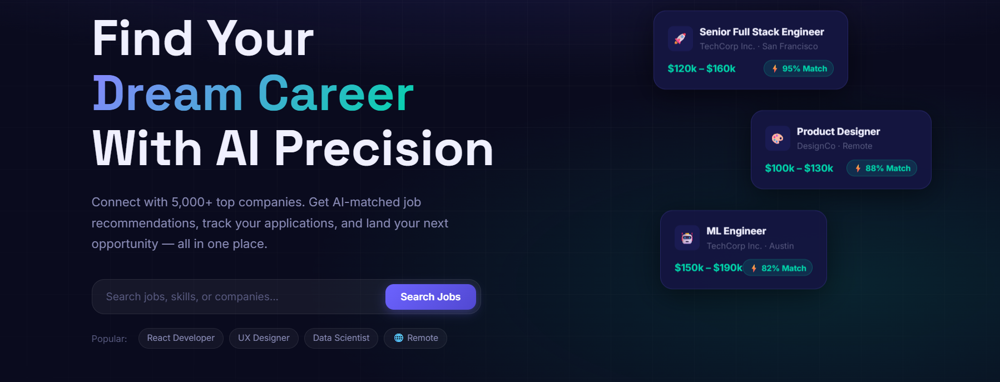 Find Your
Dream Career
With AI Precision
Connect with 5,000+ top companies. Get AI-matched job
recommendations, track your applications, and land your next
opportunity — all in one place.
Search jobs, skills, or companies...
Search Jobs
Popular:
React Developer
UX Designer
Data Scientist
Remote
Senior Full Stack Engineer
TechCorp Inc. · San Francisco
$120k – $160k
95% Match
Product Designer
DesignCo · Remote
$100k – $130k
88% Match
ML Engineer
TechCorp Inc. · Austin
$150k – $190k
82% Match